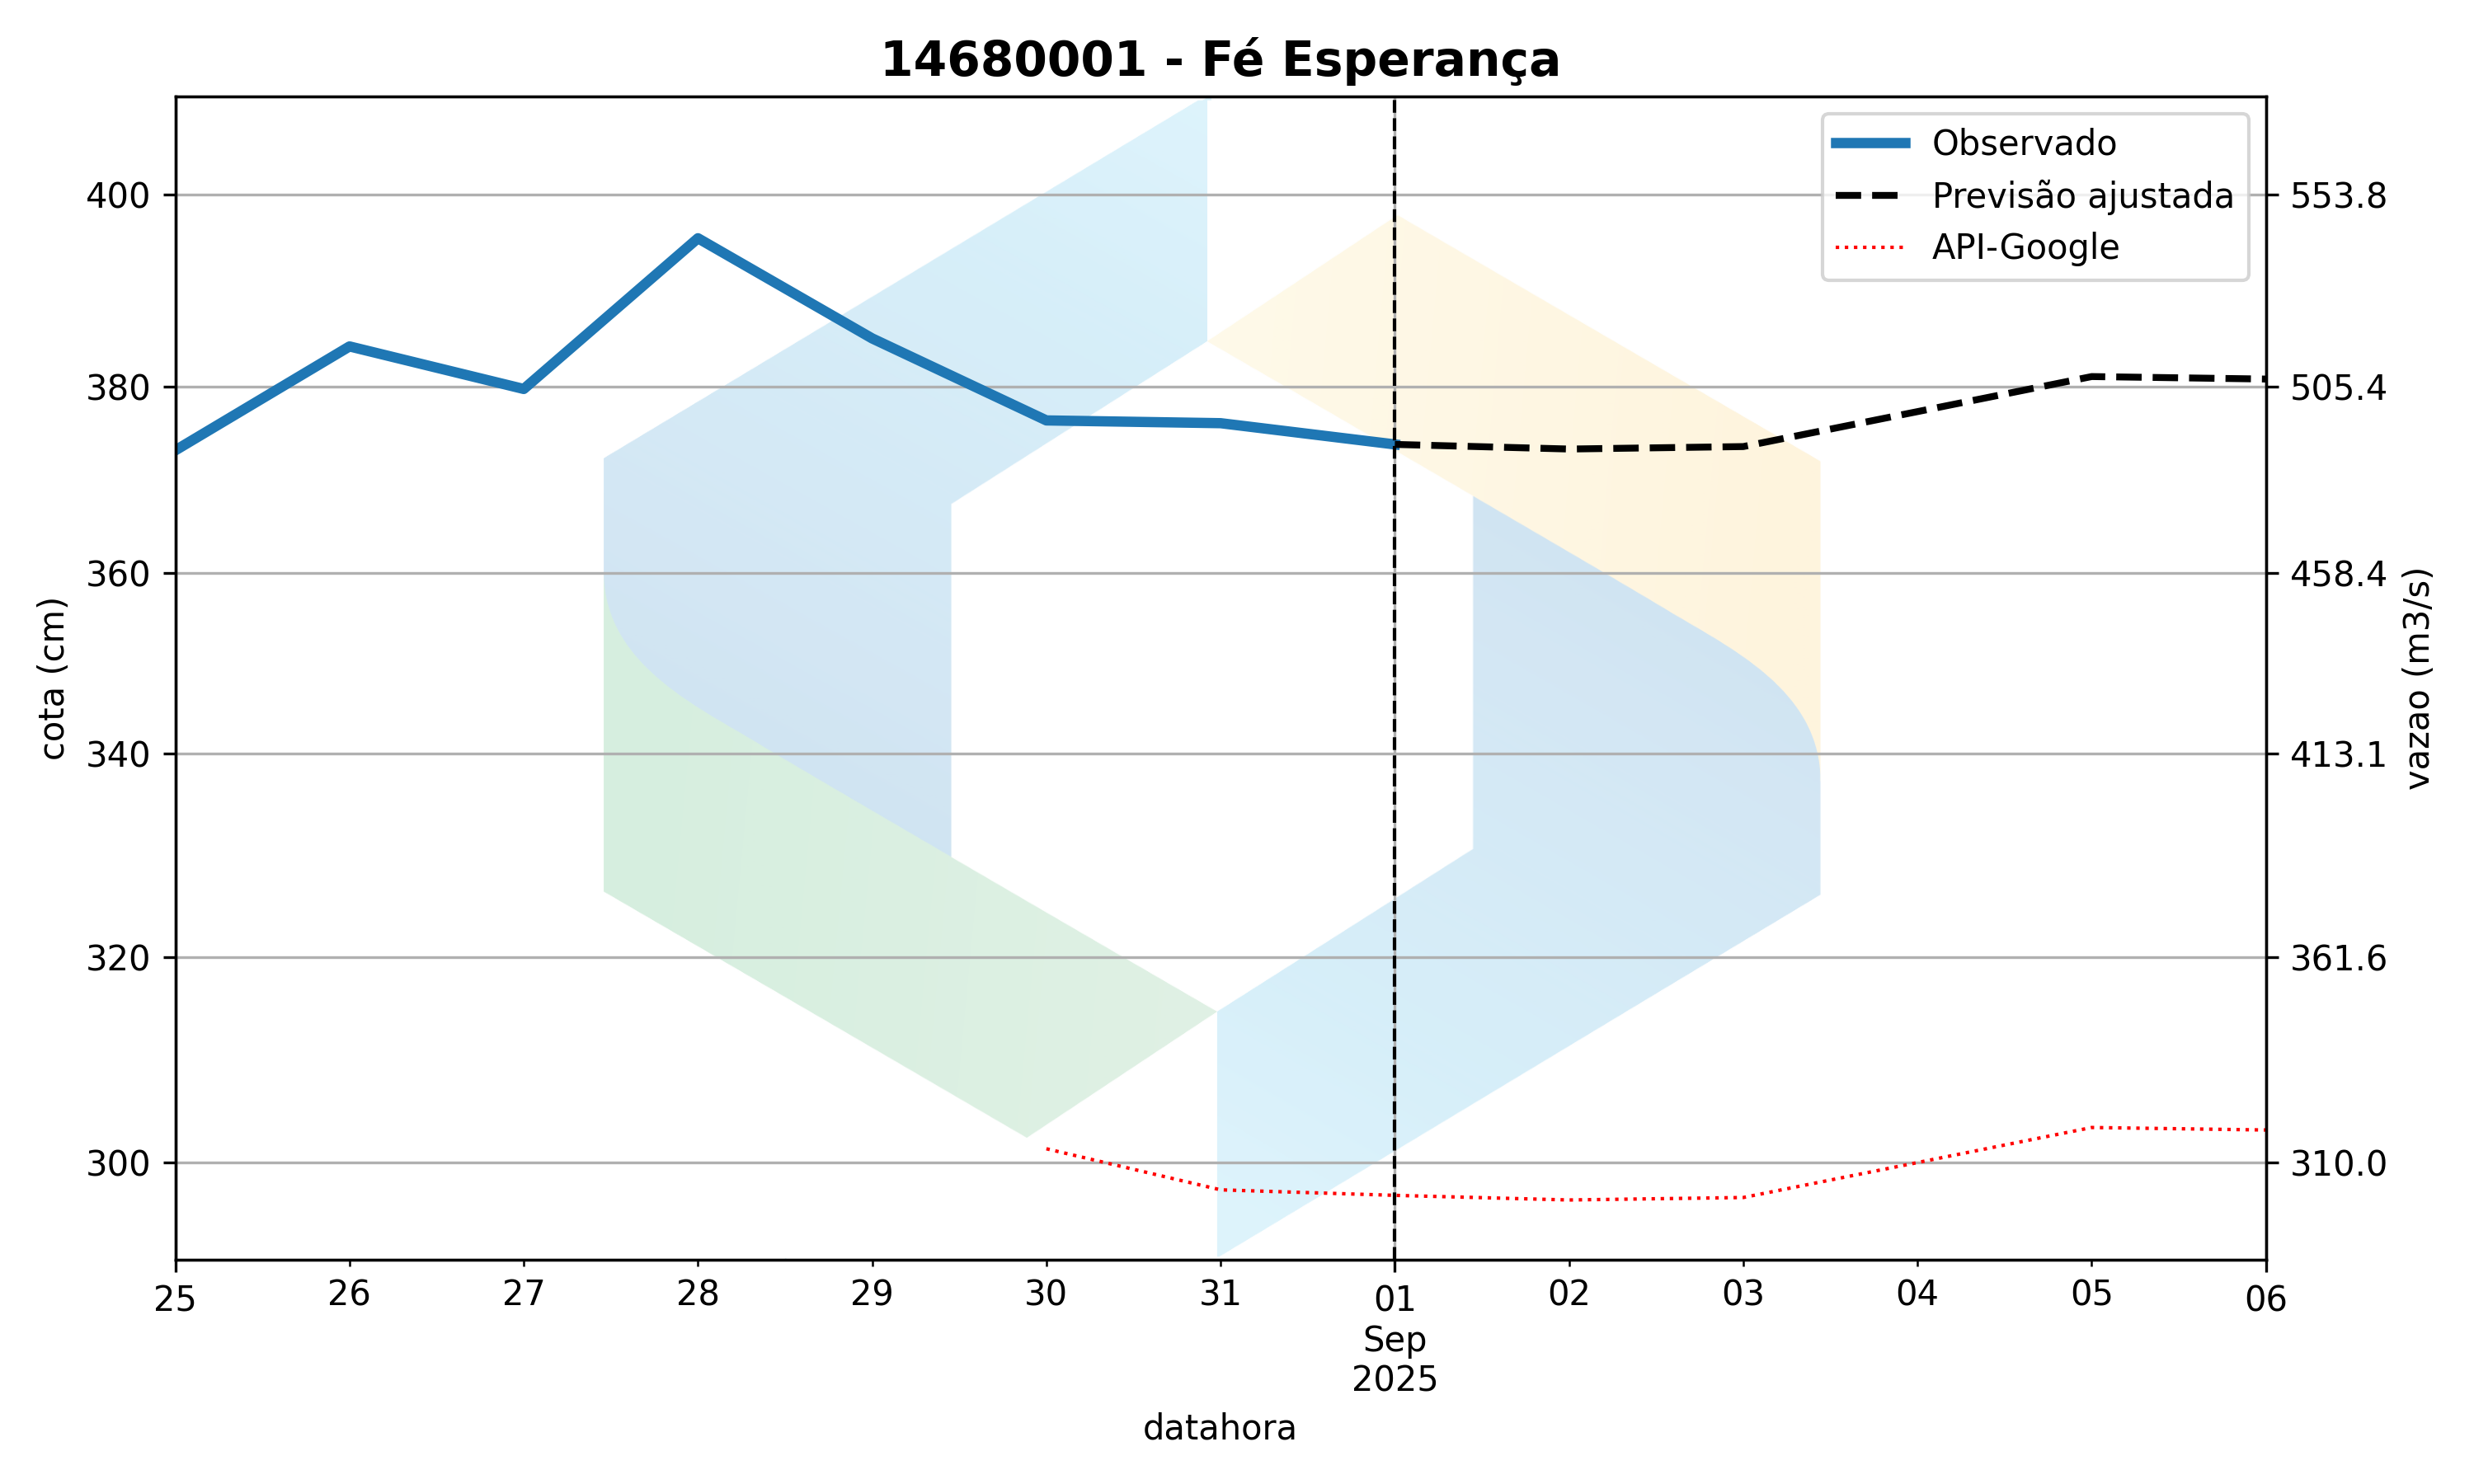 14680001 - Fé Esperança
Observado
Previsão ajustada
API-Google
400
380
360
340
320
300
cota (cm)
553.8
505.4
458.4
413.1
361.6
310.0
vazao (m3/s)
25 26 27 28 29 30 31 01 02 03 04 05 06
Sep
2025
datahora